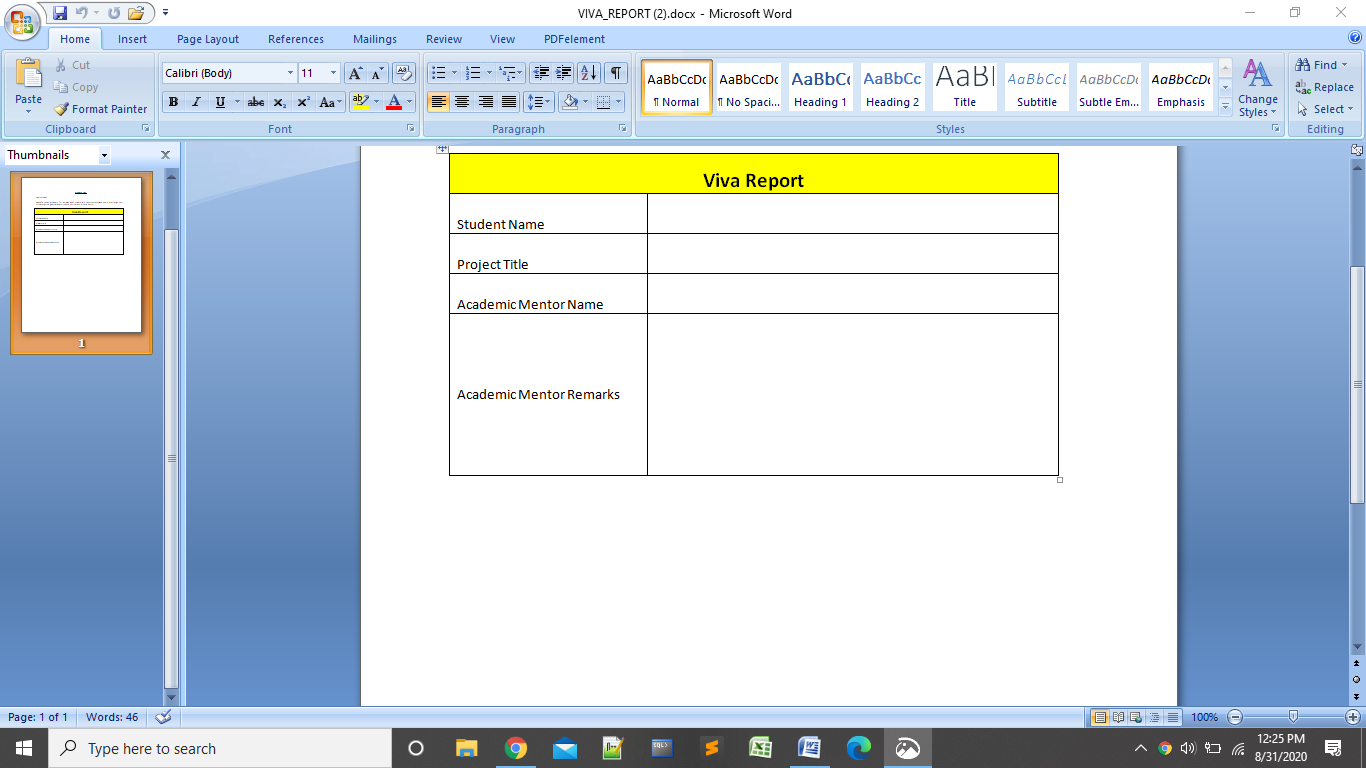 VIVA_REPORT (2).docx - Microsoft Word
Home Insert Page Layout References Mailings Review View PDFelement
Paste
Cut
Copy
Format Painter
Clipboard
Calibri (Body) 11
B I U abc x₂ x² Aa
Font
Paragraph
AaBbCcDc AaBbCcDc AaBbCc AaBbCc AaBl AaBbCcL AaBbCcDc AaBbCcDc
¶ Normal ¶ No Spaci... Heading 1 Heading 2 Title Subtitle Subtle Em... Emphasis
Change Styles
Styles
Find
Replace
Select
Editing
Thumbnails
1
Viva Report
Student Name
Project Title
Academic Mentor Name
Academic Mentor Remarks
Page: 1 of 1 Words: 46
100%
Type here to search
12:25 PM
8/31/2020